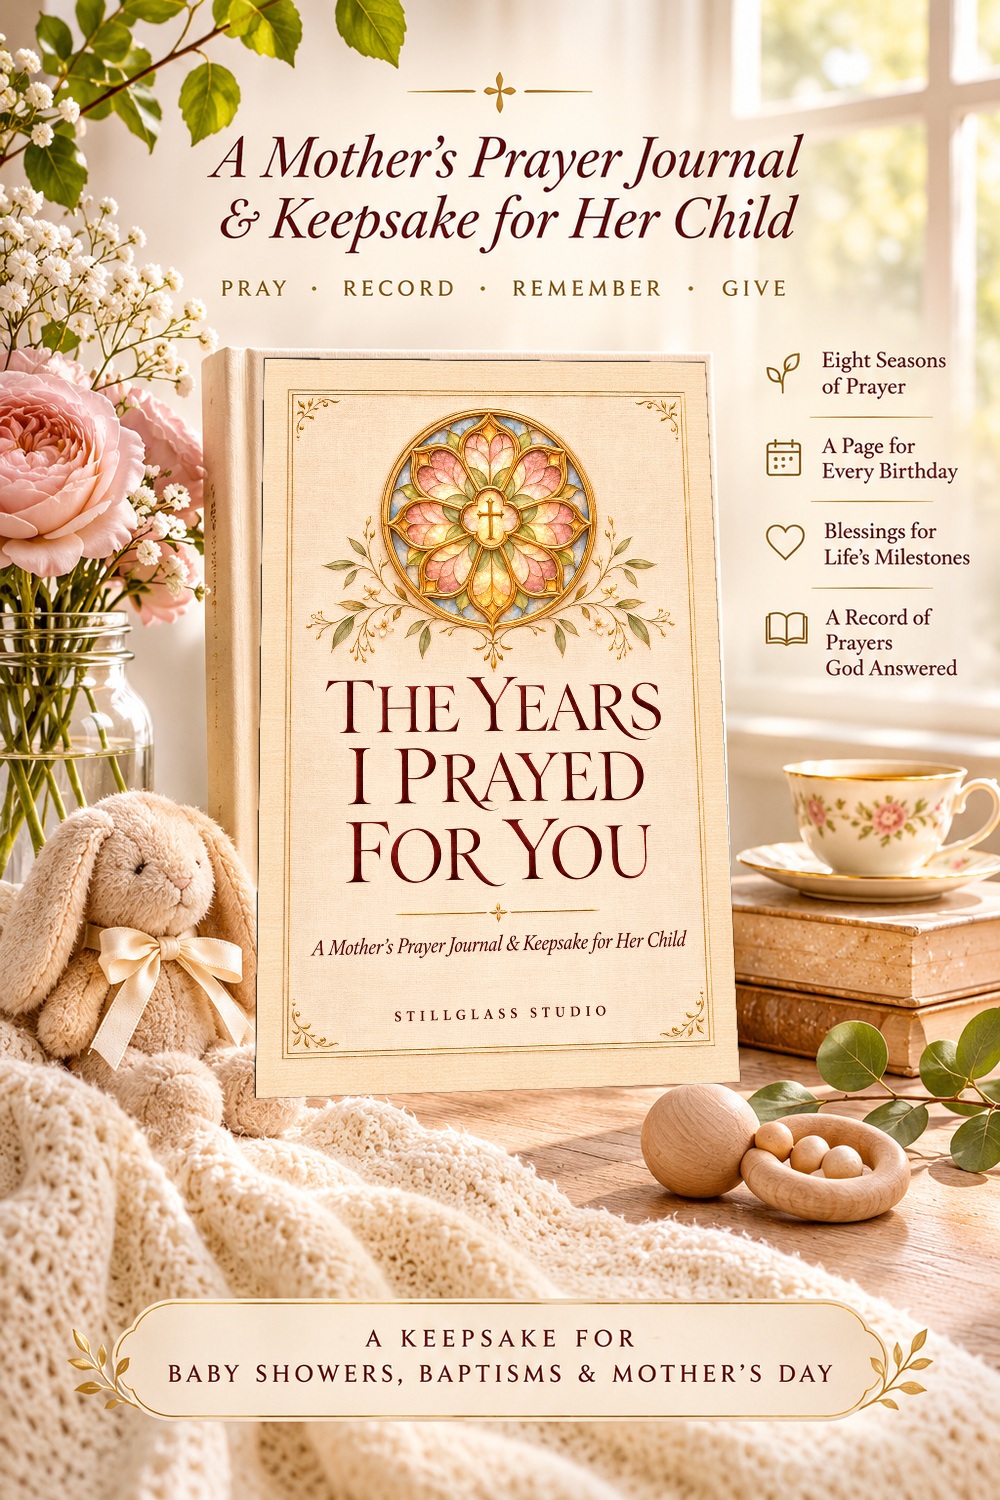 A Mother's Prayer Journal
& Keepsake for Her Child
PRAY · RECORD · REMEMBER · GIVE
Eight Seasons
of Prayer
A Page for
Every Birthday
Blessings for
Life's Milestones
A Record of
Prayers
God Answered
THE YEARS
I PRAYED
FOR YOU
A Mother's Prayer Journal & Keepsake for Her Child
STILLGLASS STUDIO
A KEEPSAKE FOR
BABY SHOWERS, BAPTISMS & MOTHER'S DAY